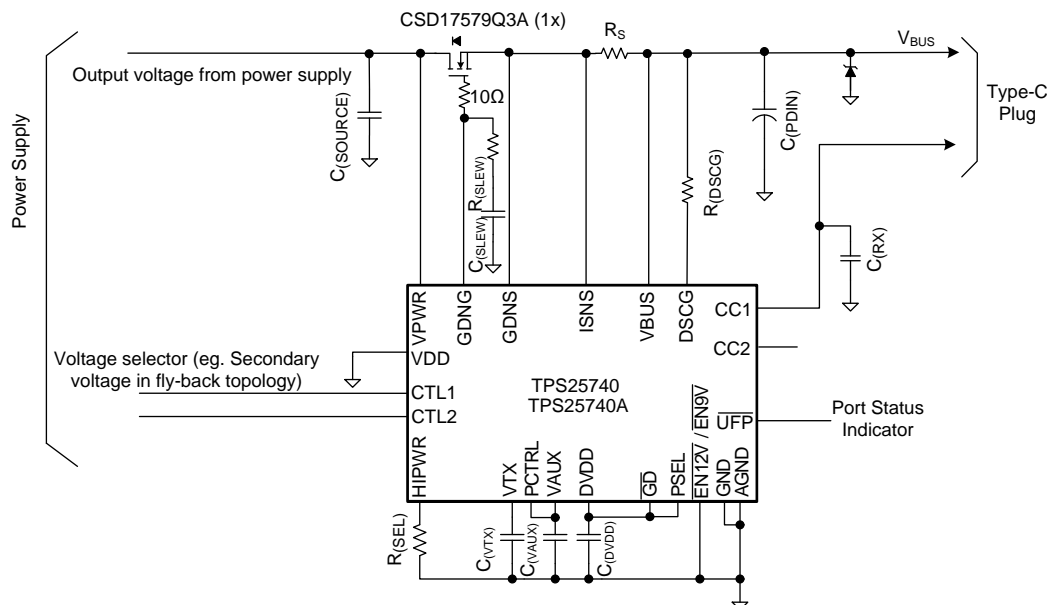 CSD17579Q3A (1x)
RS
VBUS
Output voltage from power supply
10Ω
Type-C
Plug
C(SOURCE)
R(SLEW)
C(SLEW)
R(DSCG)
C(PDIN)
C(RX)
Power Supply
VPWR
GDNG
GDNS
ISNS
VBUS
DSCG
CC1
CC2
VDD
Voltage selector (eg. Secondary
voltage in fly-back topology)
CTL1
CTL2
TPS25740
TPS25740A
UFP
Port Status
Indicator
HIPWR
VTX
PCTRL
VAUX
DVDD
GD
PSEL
EN12V / EN9V
GND
AGND
R(SEL)
C(VTX)
C(VAUX)
C(DVDD)